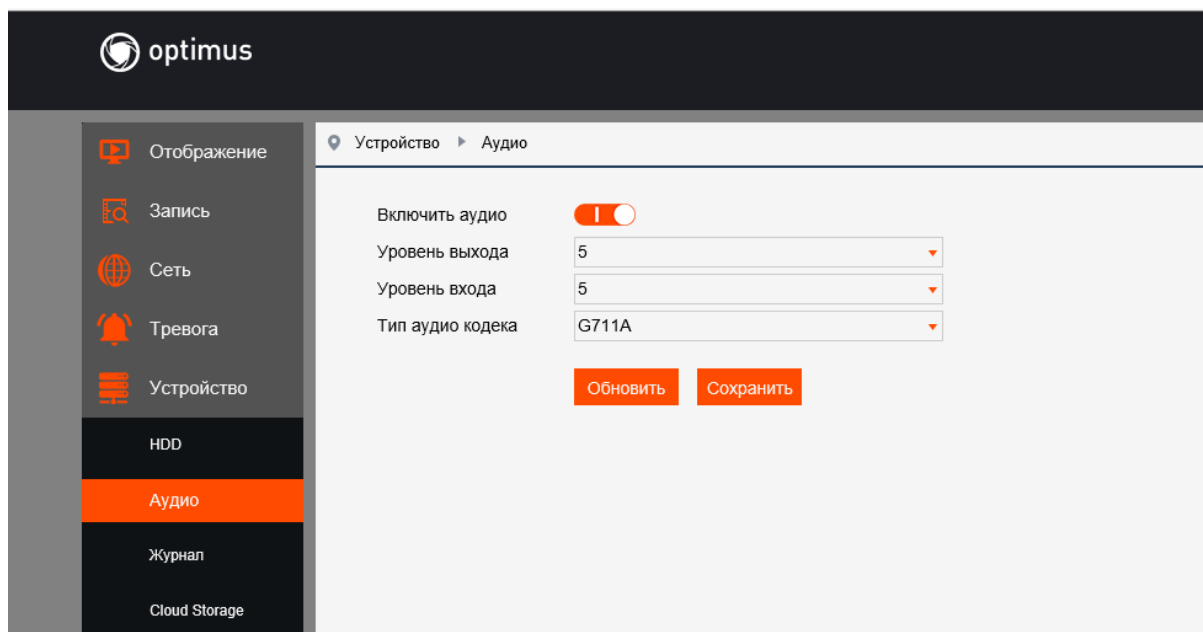 optimus
Отображение
Запись
Сеть
Тревога
Устройство
HDD
Аудио
Журнал
Cloud Storage
Устройство Аудио
Включить аудио
Уровень выхода 5
Уровень входа 5
Тип аудио кодека G711A
Обновить Сохранить